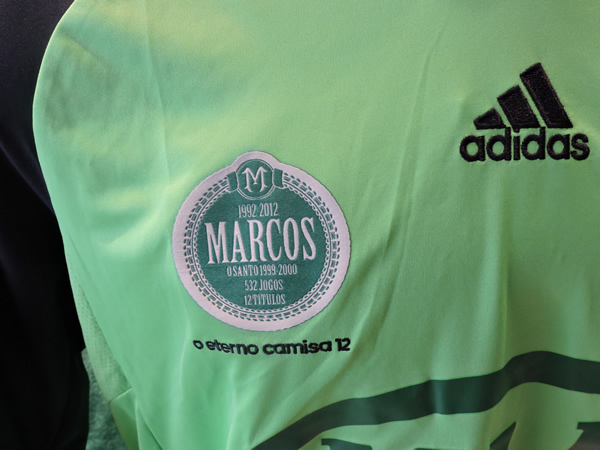 adidas
M
1992-2012
MARCOS
O SANTO 1999-2000
532 JOGOS
12 TÍTULOS
o eterno camisa 12